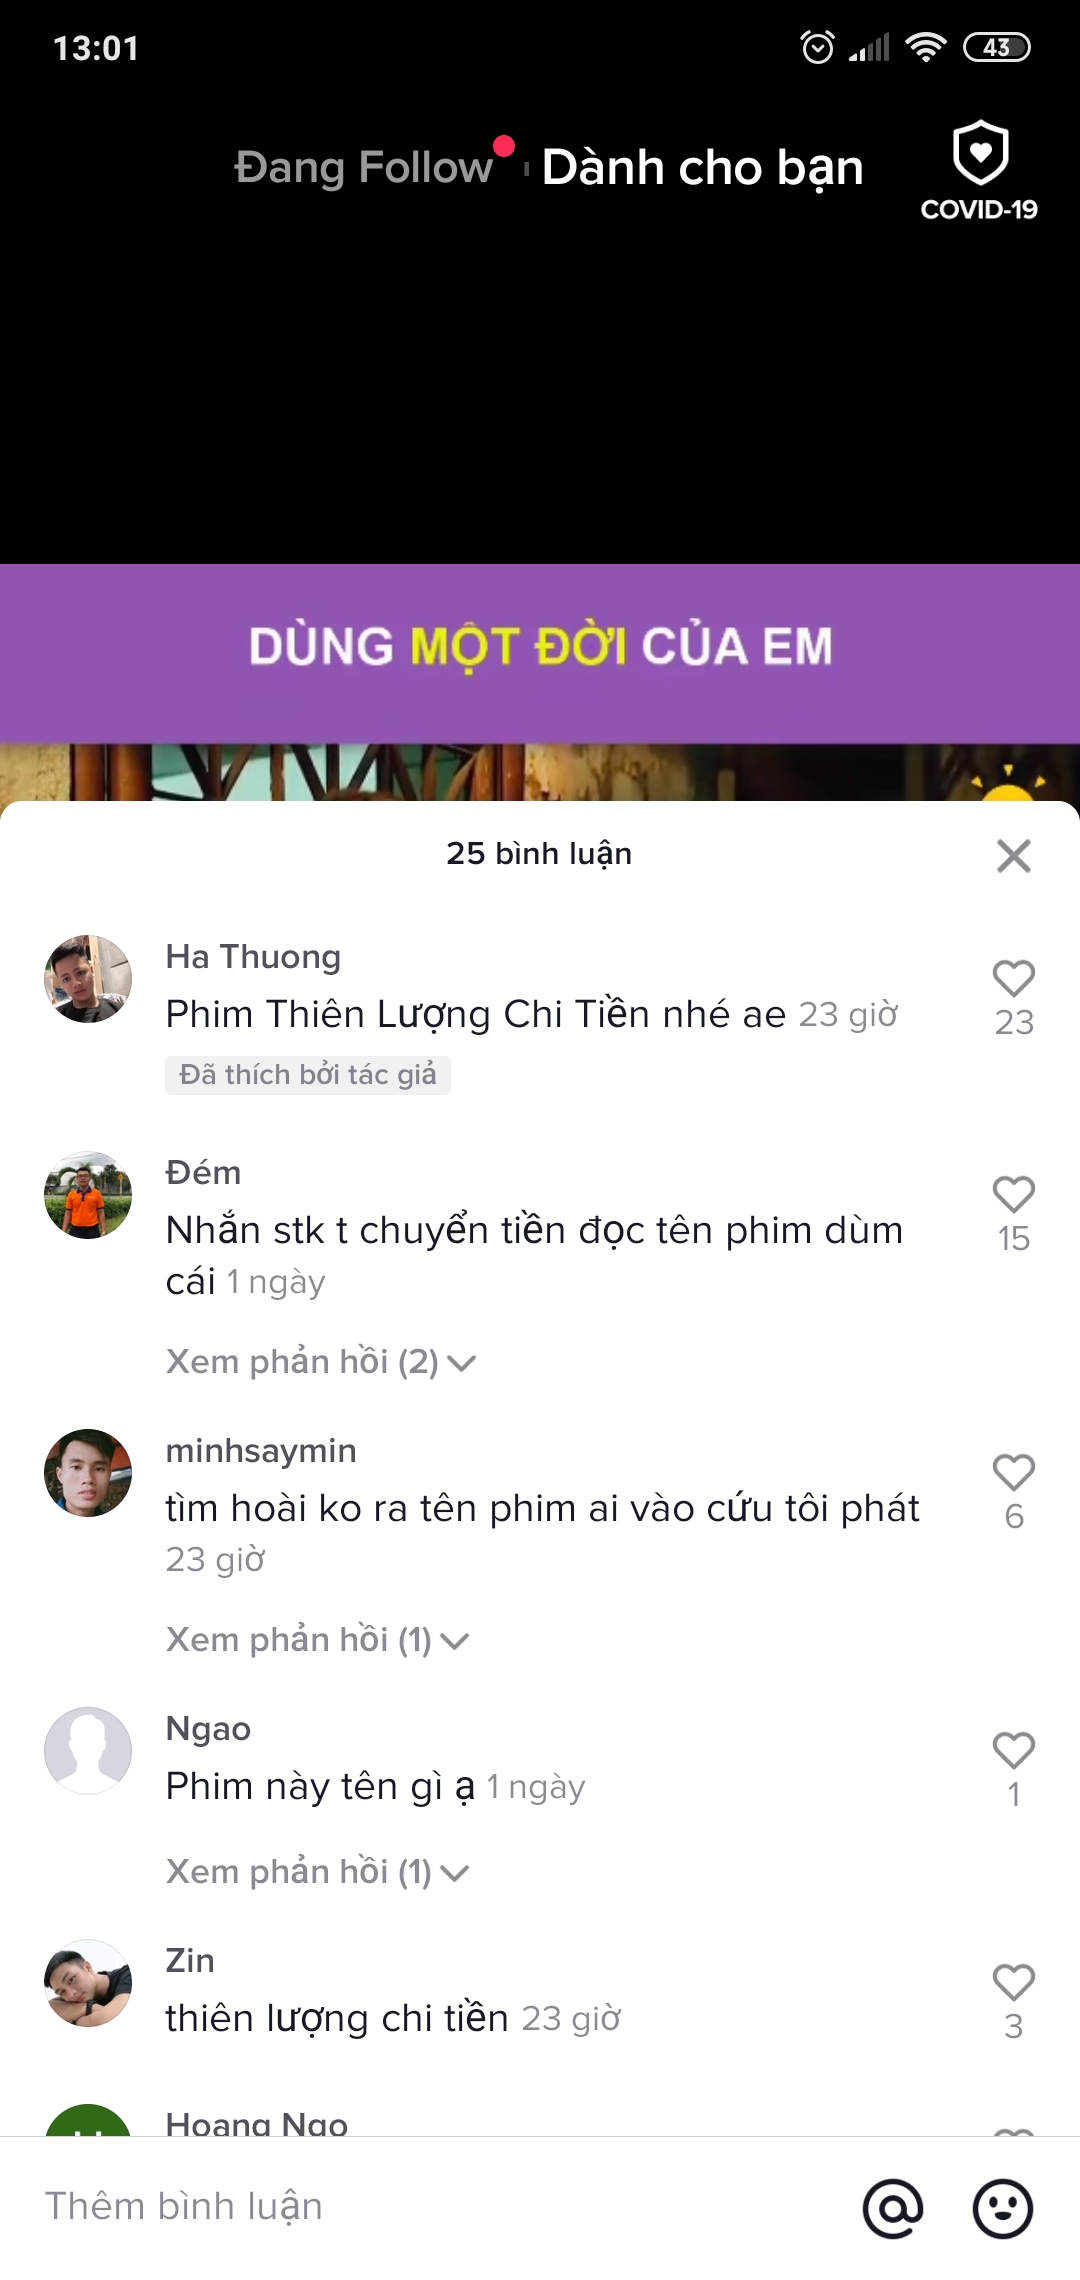 13:01
43
Đang Follow
Dành cho bạn
COVID-19
DÙNG MỘT ĐỜI CỦA EM
25 bình luận
Ha Thuong
Phim Thiên Lượng Chi Tiền nhé ae 23 giờ
23
Đã thích bởi tác giả
Đém
Nhắn stk t chuyển tiền đọc tên phim dùm
cái 1 ngày
15
Xem phản hồi (2)
minhsaymin
tìm hoài ko ra tên phim ai vào cứu tôi phát
23 giờ
6
Xem phản hồi (1)
Ngao
Phim này tên gì ạ 1 ngày
1
Xem phản hồi (1)
Zin
thiên lượng chi tiền 23 giờ
3
Hoang Ngo
Thêm bình luận